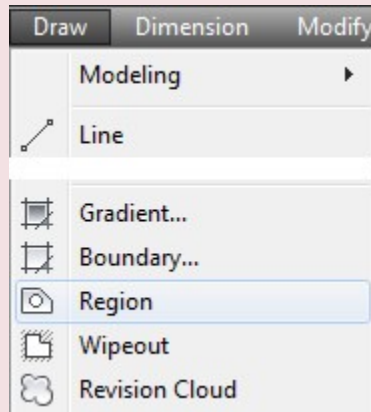 Draw Dimension Modify
Modeling
Line
Gradient...
Boundary...
Region
Wipeout
Revision Cloud